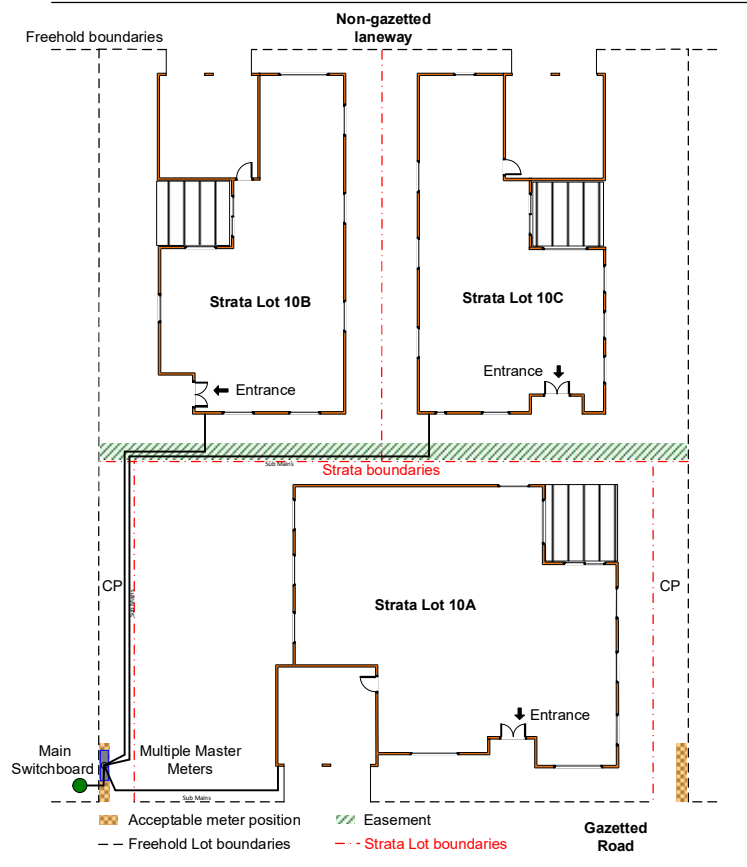 Non-gazetted
laneway
Freehold boundaries
Strata Lot 10B
Strata Lot 10C
Entrance
Entrance
Sub Mains
Strata boundaries
CP
CP
Sub Mains
Strata Lot 10A
Entrance
Main
Switchboard
Multiple Master
Meters
Sub Mains
Acceptable meter position
Easement
Gazetted
Road
Freehold Lot boundaries
Strata Lot boundaries